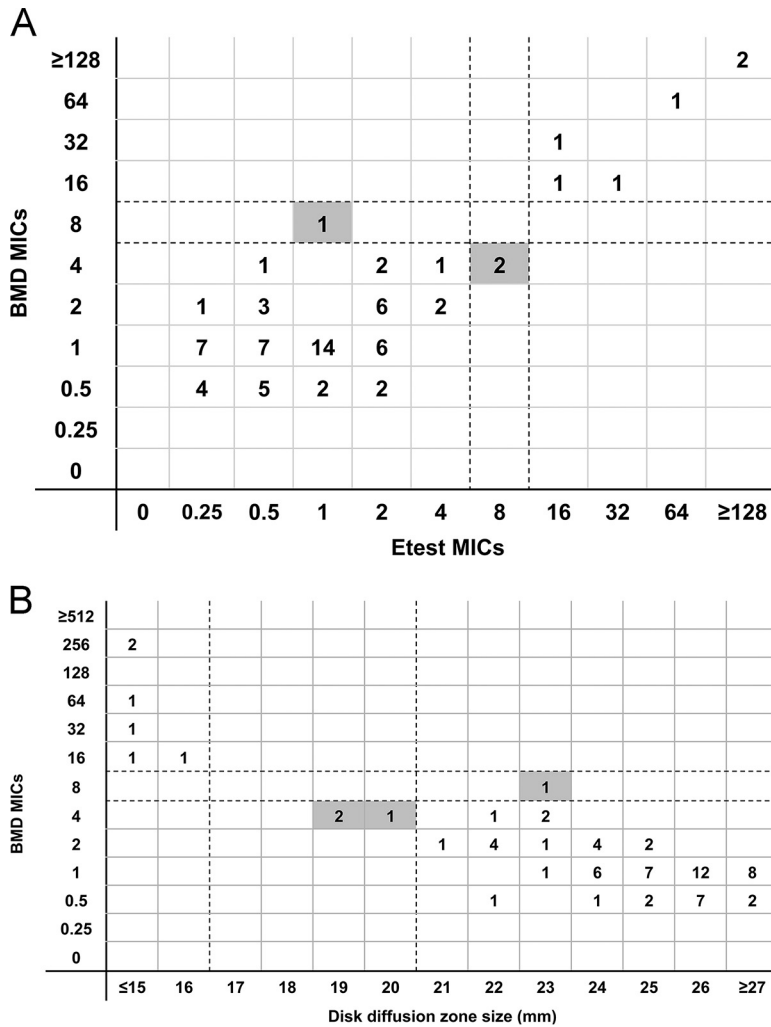 A
≥128 2
64 1
32 1
16 1 1
8 1
4 1 2 1 2
2 1 3 6 2
1 7 7 14 6
0.5 4 5 2 2
0.25
0
BMD MICs
0 0.25 0.5 1 2 4 8 16 32 64 ≥128
Etest MICs
B
≥512
256 2
128
64 1
32 1
16 1 1
8 1
4 2 1 1 2
2 1 4 1 4 2
1 1 6 7 12 8
0.5 1 1 2 7 2
0.25
0
BMD MICs
≤15 16 17 18 19 20 21 22 23 24 25 26 ≥27
Disk diffusion zone size (mm)